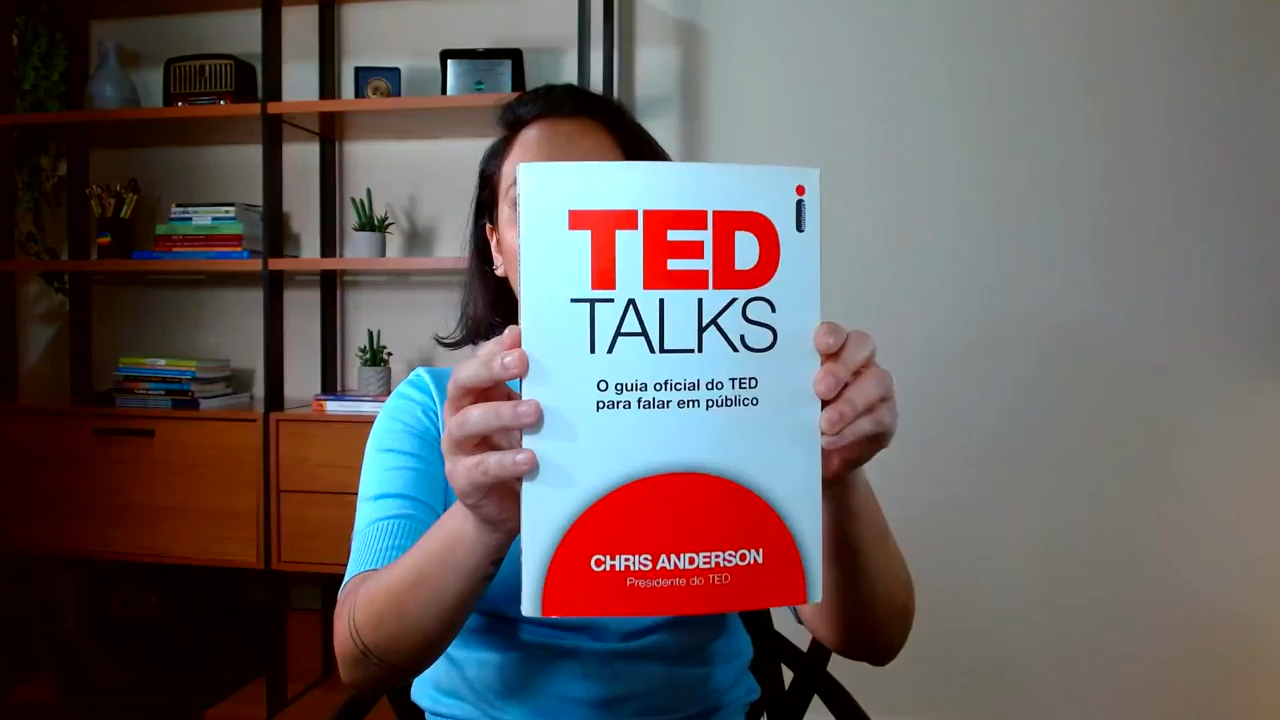 TED
TALKS
O guia oficial do TED
para falar em público
CHRIS ANDERSON
Presidente do TED